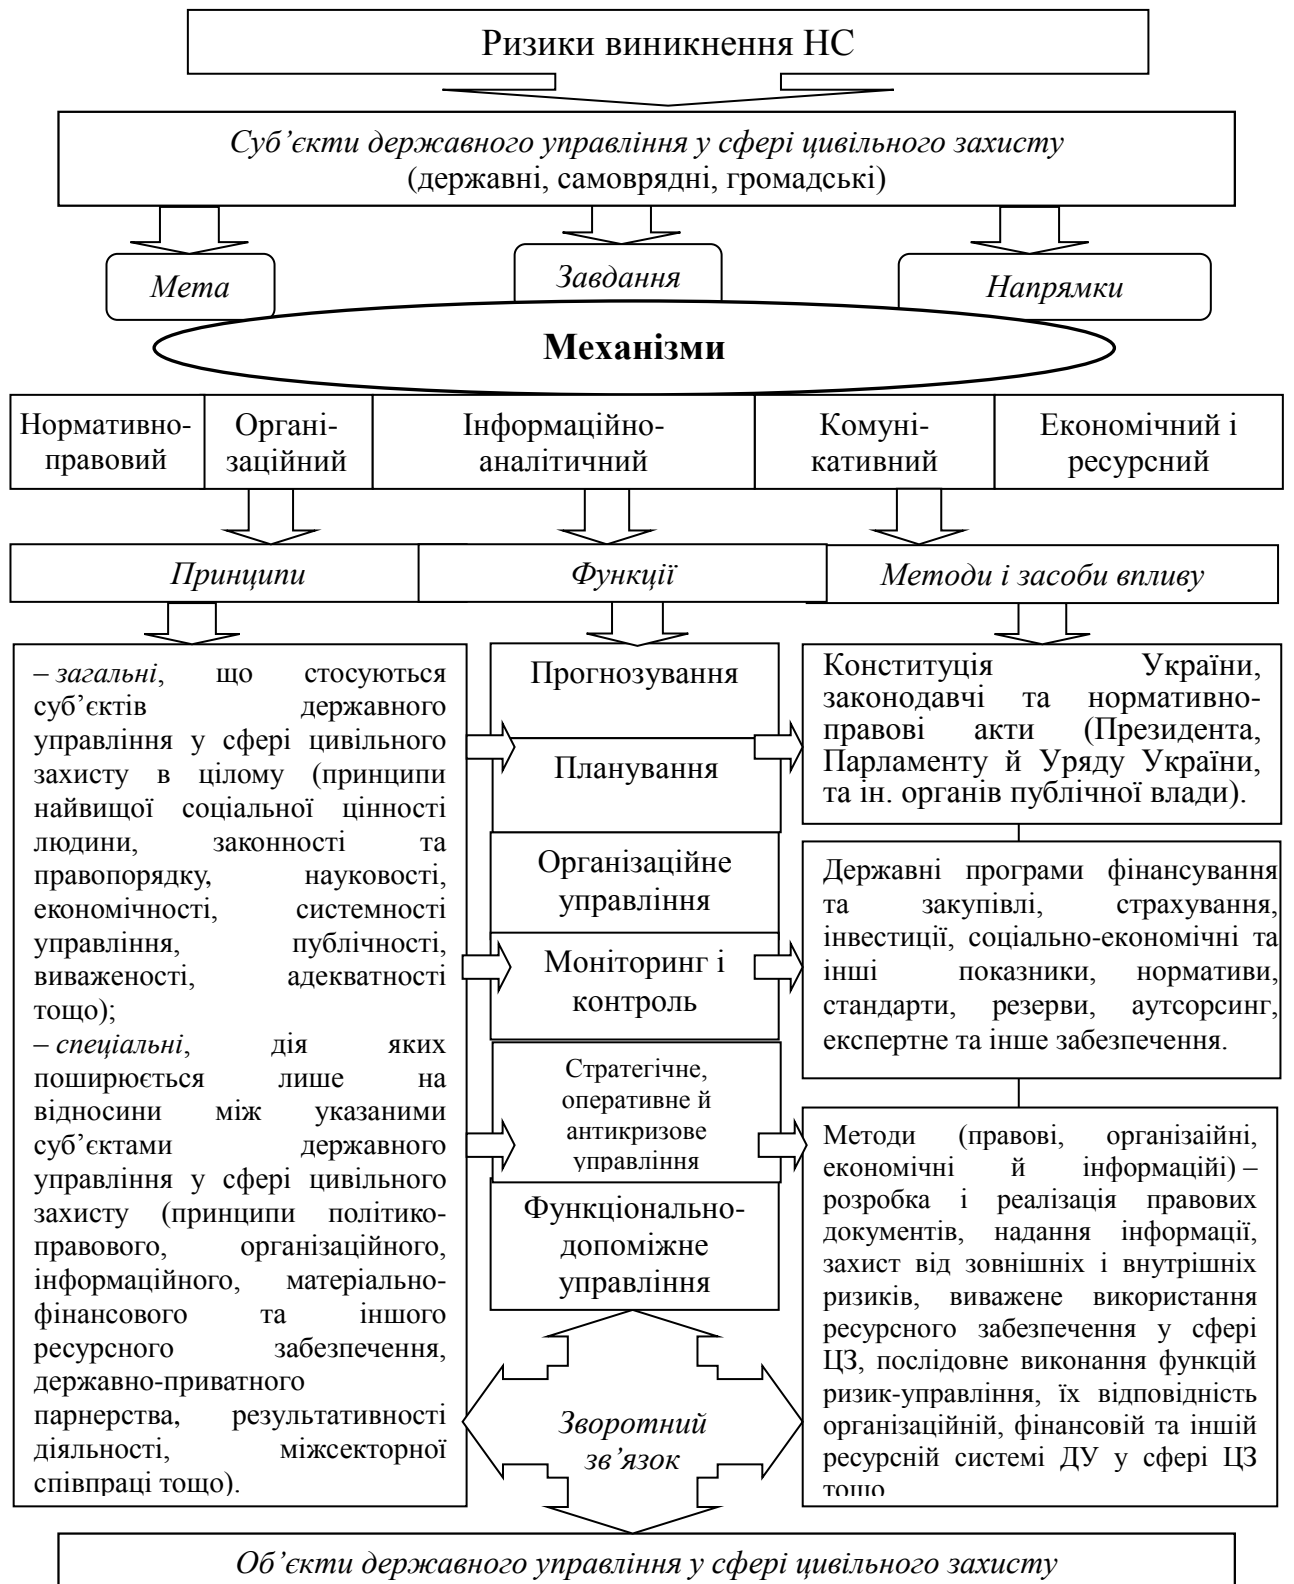 Ризики виникнення НС
Суб’єкти державного управління у сфері цивільного захисту
(державні, самоврядні, громадські)
Мета
Завдання
Напрямки
Механізми
Нормативно-
правовий
Органі-
заційний
Інформаційно-
аналітичний
Комуні-
кативний
Економічний і
ресурсний
Принципи
Функції
Методи і засоби впливу
– загальні, що стосуються
суб’єктів державного
управління у сфері цивільного
захисту в цілому (принципи
найвищої соціальної цінності
людини, законності та
правопорядку, науковості,
економічності, системності
управління, публічності,
виваженості, адекватності
тощо);
– спеціальні, дія яких
поширюється лише на
відносини між указаними
суб’єктами державного
управління у сфері цивільного
захисту (принципи політико-
правового, організаційного,
інформаційного, матеріально-
фінансового та іншого
ресурсного забезпечення,
державно-приватного
парнерства, результативності
діяльності, міжсекторної
співпраці тощо).
Прогнозування
Планування
Організаційне
управління
Моніторинг і
контроль
Стратегічне,
оперативне й
антикризове
управління
Функціонально-
допоміжне
управління
Конституція України,
законодавчі та нормативно-
правові акти (Президента,
Парламенту й Уряду України,
та ін. органів публічної влади).
Державні програми фінансування
та закупівлі, страхування,
інвестиції, соціально-економічні та
інші показники, нормативи,
стандарти, резерви, аутсорсинг,
експертне та інше забезпечення.
Методи (правові, організаійні,
економічні й інформаційі) –
розробка і реалізація правових
документів, надання інформації,
захист від зовнішніх і внутрішніх
ризиків, виважене використання
ресурсного забезпечення у сфері
ЦЗ, послідовне виконання функцій
ризик-управління, їх відповідність
організаційній, фінансовій та іншій
ресурсній системі ДУ у сфері ЦЗ
тощо
Зворотний
зв’язок
Об’єкти державного управління у сфері цивільного захисту